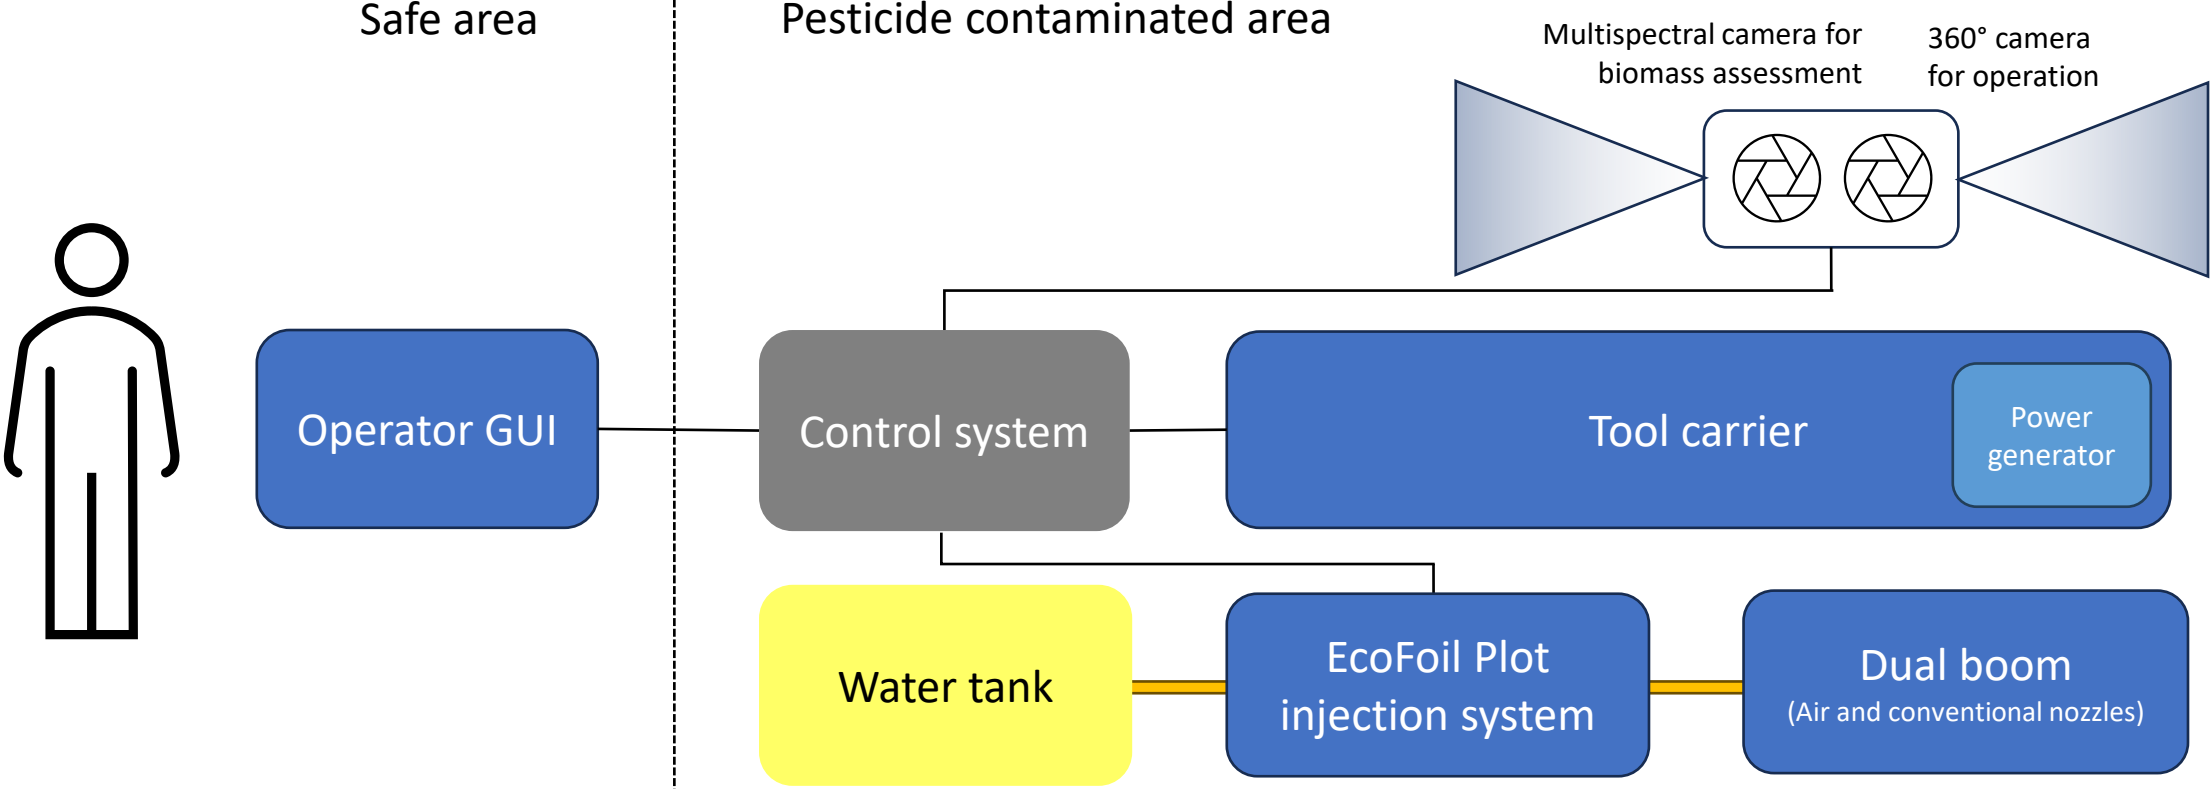 Safe area
Pesticide contaminated area
Multispectral camera for
biomass assessment
360° camera
for operation
Operator GUI
Control system
Tool carrier
Power
generator
Water tank
EcoFoil Plot
injection system
Dual boom
(Air and conventional nozzles)